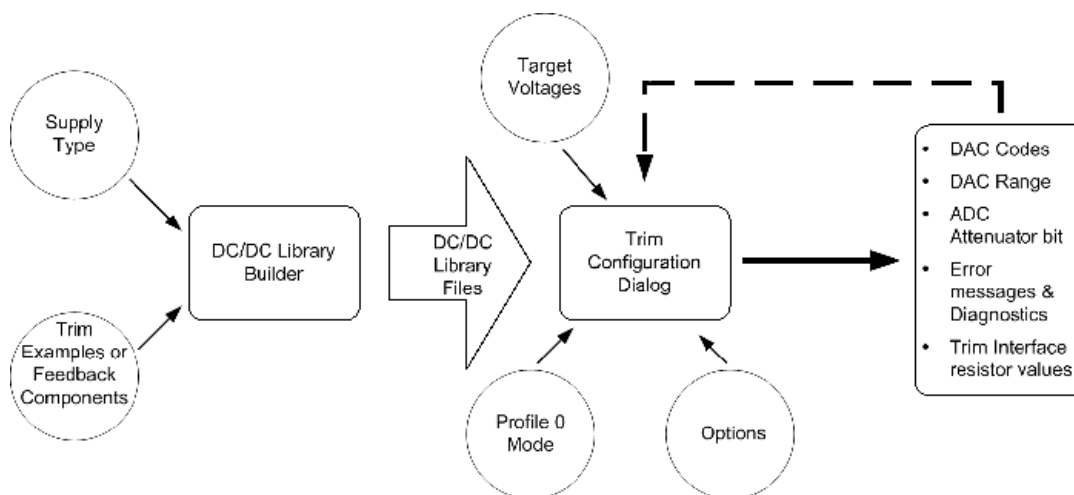 Supply
Type
Trim
Examples or
Feedback
Components
DC/DC Library
Builder
DC/DC
Library
Files
Target
Voltages
Trim
Configuration
Dialog
Profile 0
Mode
Options
• DAC Codes
• DAC Range
• ADC
Attenuator bit
• Error
messages &
Diagnostics
• Trim Interface
resistor values